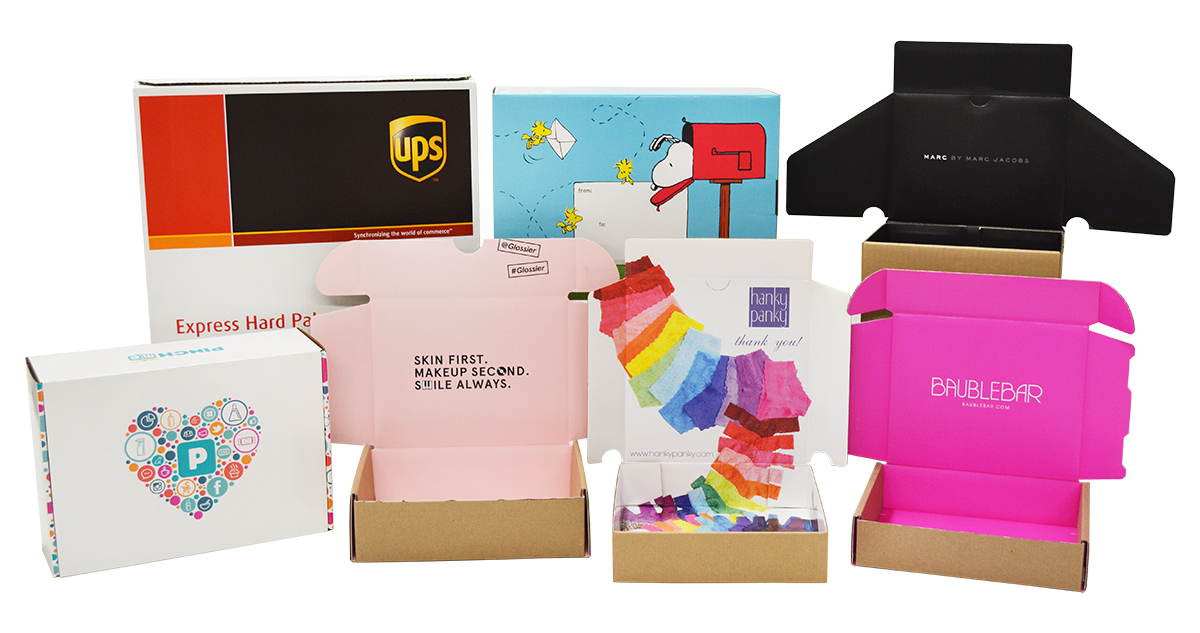 ups
Synchronizing the world of commerce
Express Hard Pa
from:
to:
MARC BY MARC JACOBS
@Glossier
#Glossier
SKIN FIRST.
MAKEUP SECOND.
SMILE ALWAYS.
hanky
panky
thank you!
www.hankypanky.com
BAUBLEBAR
BAUBLEBAR.COM
PINCH
ME
P
f